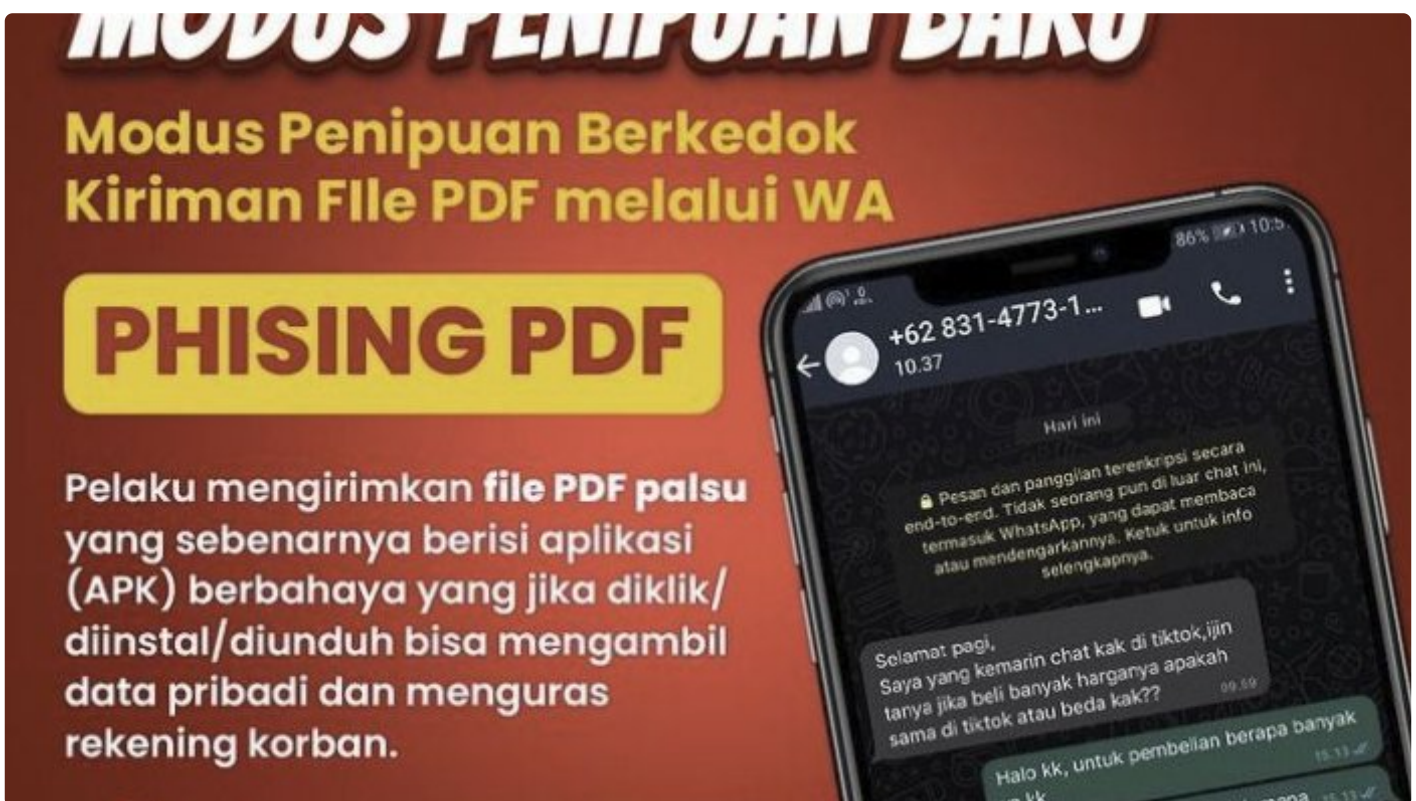 MODUS PENIPUAN BARU
Modus Penipuan Berkedok
Kiriman FIle PDF melalui WA
PHISING PDF
Pelaku mengirimkan file PDF palsu
yang sebenarnya berisi aplikasi
(APK) berbahaya yang jika diklik/
diinstal/diunduh bisa mengambil
data pribadi dan menguras
rekening korban.
86% 10:5
+62 831-4773-1...
10.37
Hari ini
Pesan dan panggilan terenkripsi secara
end-to-end. Tidak seorang pun di luar chat ini,
termasuk WhatsApp, yang dapat membaca
atau mendengarkannya. Ketuk untuk info
selengkapnya.
Selamat pagi,
Saya yang kemarin chat kak di tiktok,ijin
tanya jika beli banyak harganya apakah
sama di tiktok atau beda kak??
09.59
Halo kk, untuk pembelian berapa banyak
kk
15.13
15.13